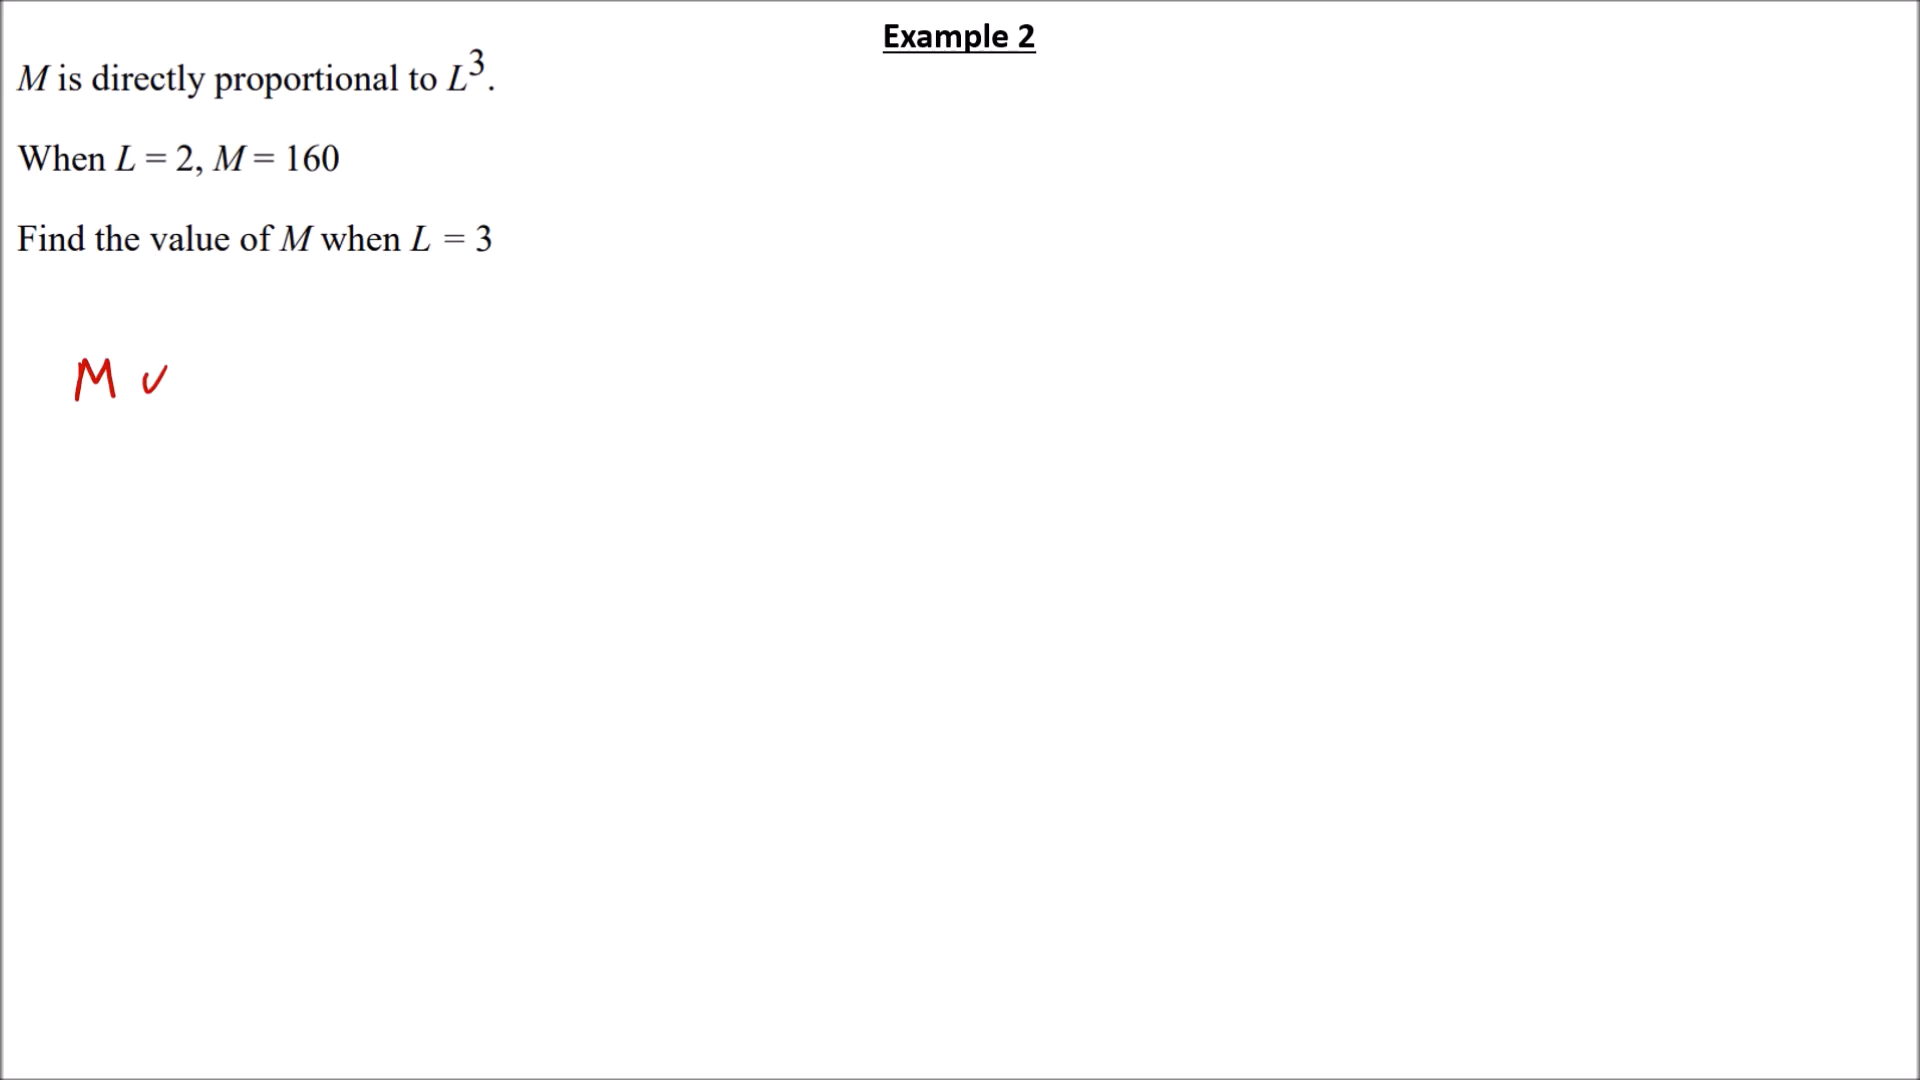 Example 2
M is directly proportional to L³.
When L = 2, M = 160
Find the value of M when L = 3
M